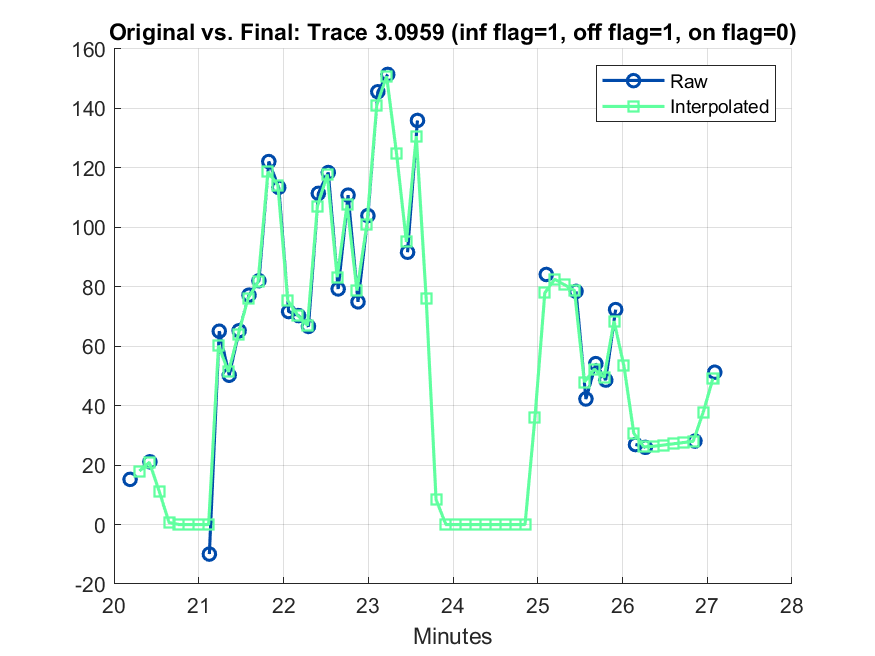 Original vs. Final: Trace 3.0959 (inf flag=1, off flag=1, on flag=0)
160
140
120
100
80
60
40
20
0
-20
Raw
Interpolated
20 21 22 23 24 25 26 27 28
Minutes